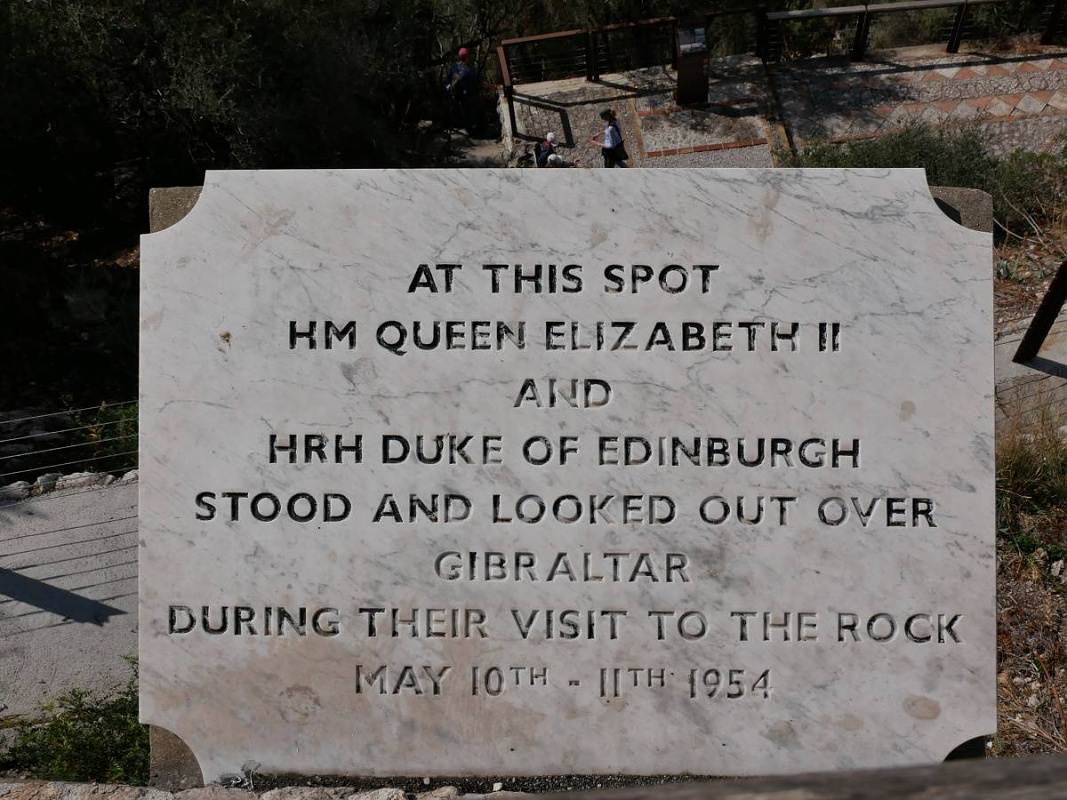 AT THIS SPOT
HM QUEEN ELIZABETH II
AND
HRH DUKE OF EDINBURGH
STOOD AND LOOKED OUT OVER
GIBRALTAR
DURING THEIR VISIT TO THE ROCK
MAY 10TH - 11TH 1954